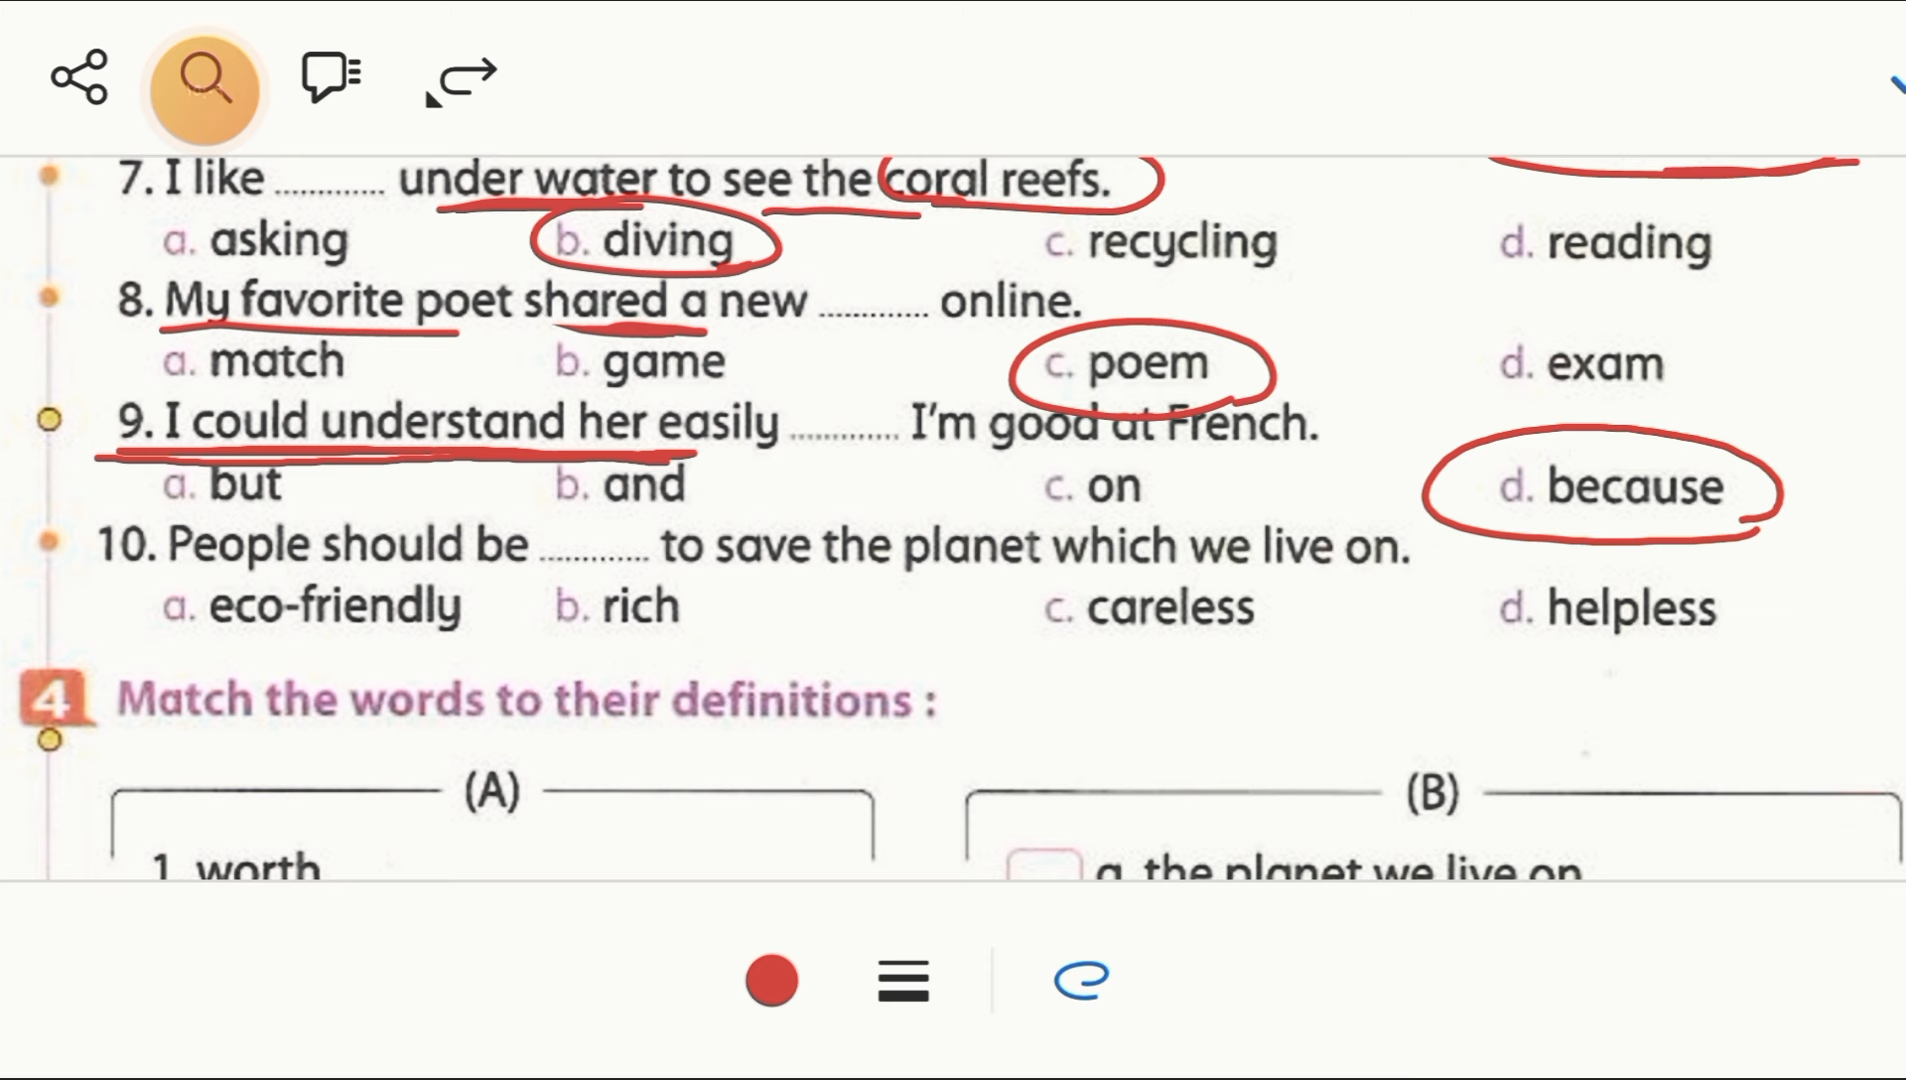 7. I like ............. under water to see the coral reefs.
a. asking b. diving c. recycling d. reading
8. My favorite poet shared a new ............. online.
a. match b. game c. poem d. exam
9. I could understand her easily ............. I'm good at French.
a. but b. and c. on d. because
10. People should be ............. to save the planet which we live on.
a. eco-friendly b. rich c. careless d. helpless
4 Match the words to their definitions :
(A) (B)
1. worth a. the planet we live on